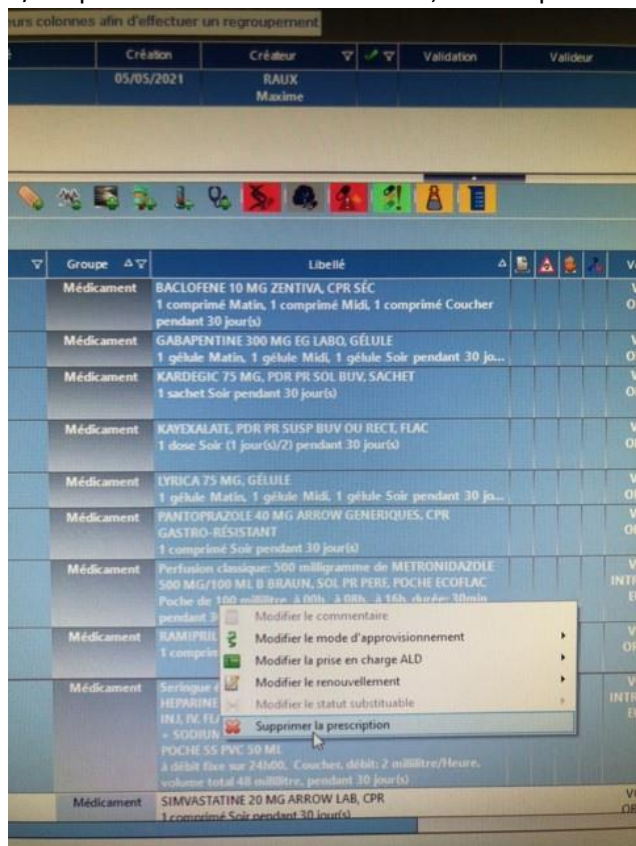 urs colonnes afin d'effectuer un regroupement
Création Créateur Validation Valideur
05/05/2021 RAUX
Maxime
Groupe Libellé
Médicament BACLOFENE 10 MG ZENTIVA, CPR SÉC
1 comprimé Matin, 1 comprimé Midi, 1 comprimé Coucher
pendant 30 jour(s)
Médicament GABAPENTINE 300 MG EG LABO, GÉLULE
1 gélule Matin, 1 gélule Midi, 1 gélule Soir pendant 30 jo...
Médicament KARDEGIC 75 MG, PDR PR SOL BUV, SACHET
1 sachet Soir pendant 30 jour(s)
Médicament KAYEXALATE, PDR PR SUSP BUV OU RECT, FLAC
1 dose Soir (1 jour(s)/2) pendant 30 jour(s)
Médicament LYRICA 75 MG, GÉLULE
1 gélule Matin, 1 gélule Midi, 1 gélule Soir pendant 30 jo...
Médicament PANTOPRAZOLE 40 MG ARROW GENERIQUES, CPR
GASTRO-RÉSISTANT
1 comprimé Soir pendant 30 jour(s)
Médicament Perfusion classique: 500 milligramme de METRONIDAZOLE
500 MG/100 ML B BRAUN, SOL PR PERF, POCHE ECOFLAC
Poche de 100 millilitre, à 00h, à 08h, à 16h, durée: 30min
pendant 3
Modifier le commentaire
Médicament RAMIPRIL
Modifier le mode d'approvisionnement
1 comprim
Modifier la prise en charge ALD
Médicament Seringue é
Modifier le renouvellement
HEPARINE
Modifier le statut substituable
INJ, IV, FL
Supprimer la prescription
+ SODIUM
POCHE SS PVC 50 ML
à débit fixe sur 24h00, Coucher, débit: 2 millilitre/Heure,
volume total 48 millilitre, pendant 30 jour(s)
Médicament SIMVASTATINE 20 MG ARROW LAB, CPR
1 comprimé Soir pendant 30 jour(s)